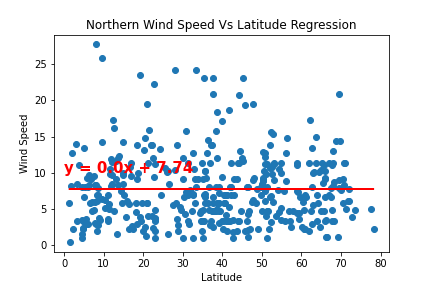 Northern Wind Speed Vs Latitude Regression
25
20
15
10
5
0
Wind Speed
y = 0.0x + 7.74
0 10 20 30 40 50 60 70 80
Latitude